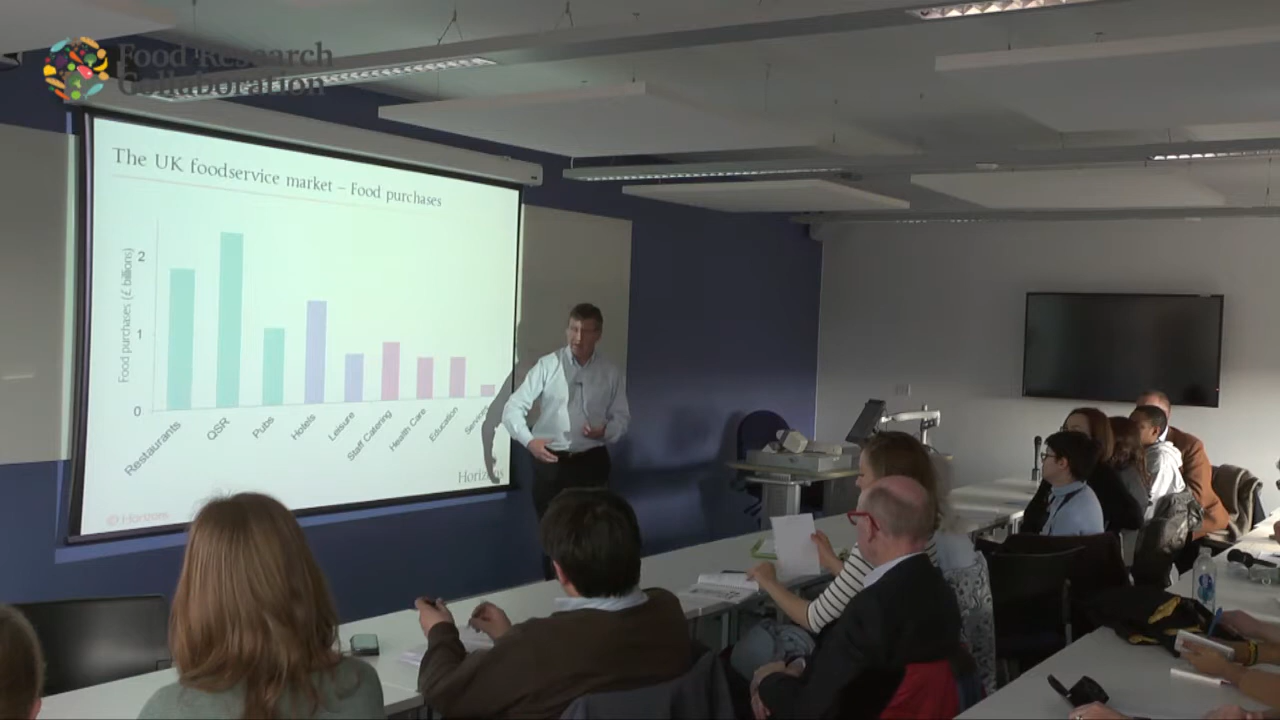 Food Research
Collaboration
The UK foodservice market – Food purchases
Food purchases (£ billions)
2
1
0
Restaurants
QSR
Pubs
Hotels
Leisure
Staff Catering
Health Care
Education
© Horizons